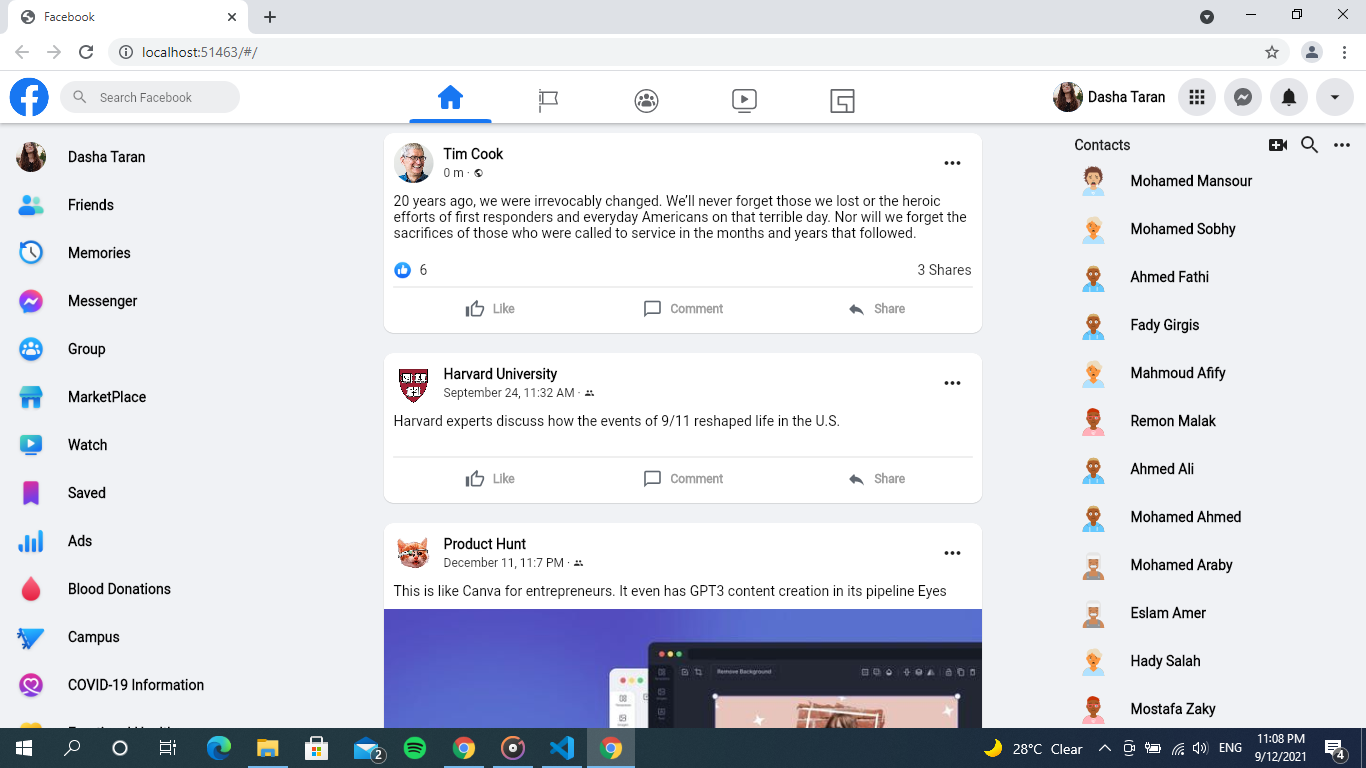 Facebook
localhost:51463/#/
Search Facebook
Dasha Taran
Dasha Taran
Friends
Memories
Messenger
Group
MarketPlace
Watch
Saved
Ads
Blood Donations
Campus
COVID-19 Information
Tim Cook
0 m ·
20 years ago, we were irrevocably changed. We'll never forget those we lost or the heroic
efforts of first responders and everyday Americans on that terrible day. Nor will we forget the
sacrifices of those who were called to service in the months and years that followed.
6
3 Shares
Like Comment Share
Harvard University
September 24, 11:32 AM ·
Harvard experts discuss how the events of 9/11 reshaped life in the U.S.
Like Comment Share
Product Hunt
December 11, 11:7 PM ·
This is like Canva for entrepreneurs. It even has GPT3 content creation in its pipeline Eyes
Remove Background
Contacts
Mohamed Mansour
Mohamed Sobhy
Ahmed Fathi
Fady Girgis
Mahmoud Afify
Remon Malak
Ahmed Ali
Mohamed Ahmed
Mohamed Araby
Eslam Amer
Hady Salah
Mostafa Zaky
2
28°C Clear
ENG
11:08 PM
9/12/2021
4